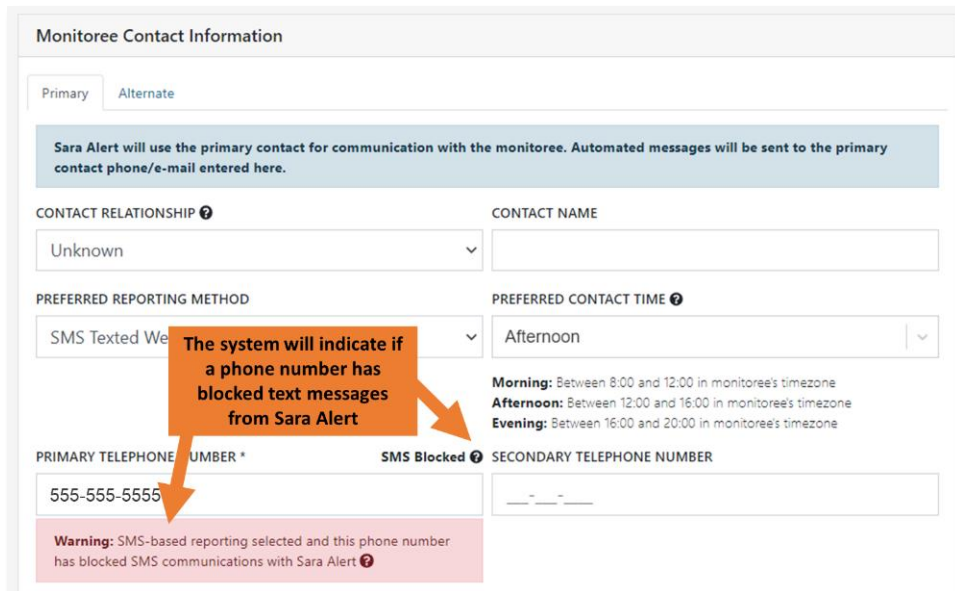 Monitoree Contact Information
Primary Alternate
Sara Alert will use the primary contact for communication with the monitoree. Automated messages will be sent to the primary
contact phone/e-mail entered here.
CONTACT RELATIONSHIP CONTACT NAME
Unknown
PREFERRED REPORTING METHOD PREFERRED CONTACT TIME
SMS Texted We Afternoon
The system will indicate if
a phone number has
blocked text messages
from Sara Alert
Morning: Between 8:00 and 12:00 in monitoree's timezone
Afternoon: Between 12:00 and 16:00 in monitoree's timezone
Evening: Between 16:00 and 20:00 in monitoree's timezone
PRIMARY TELEPHONE NUMBER * SMS Blocked SECONDARY TELEPHONE NUMBER
555-555-5555 ___-___-____
Warning: SMS-based reporting selected and this phone number
has blocked SMS communications with Sara Alert